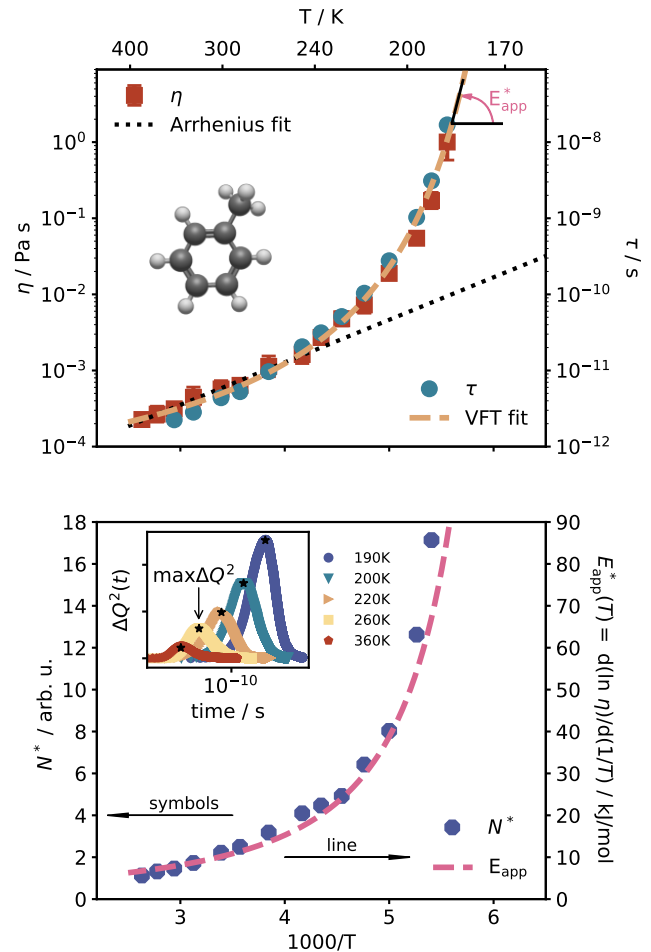 T / K
400 300 240 200 170
η
Arrhenius fit
E*app
10⁰
10⁻¹
10⁻²
10⁻³
10⁻⁴
η / Pa s
10⁻⁸
10⁻⁹
10⁻¹⁰
10⁻¹¹
10⁻¹²
τ / s
τ
VFT fit
18
16
14
12
10
8
6
4
2
0
N* / arb. u.
90
80
70
60
50
40
30
20
10
0
E*app(T) = d(ln η)/d(1/T) / kJ/mol
ΔQ²(t)
maxΔQ²
10⁻¹⁰
time / s
190K
200K
220K
260K
360K
symbols
line
N*
Eapp
3 4 5 6
1000/T